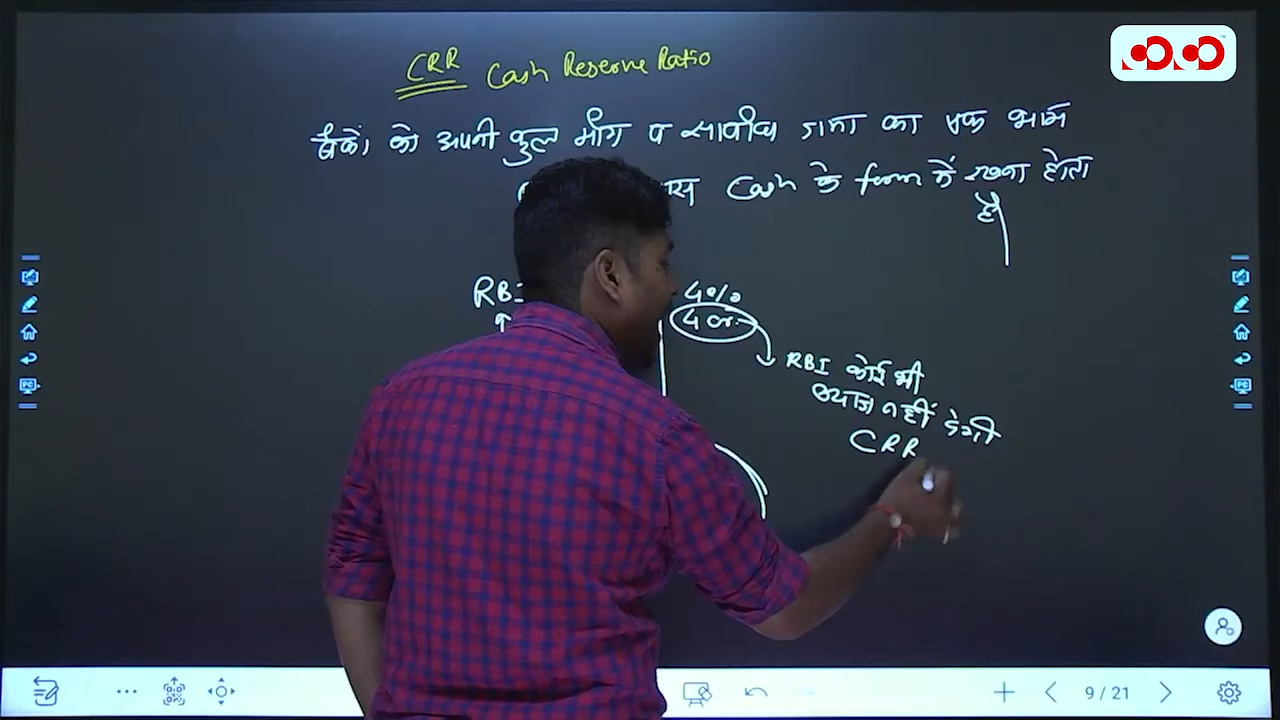 CRR Cash Reserve Ratio
बैंकों को अपनी कुल माँग व सावधि जमा का एक भाग
Cash के form में रखना होता
है
RBI
4%
4 cr.
RBI कोई भी
ब्याज नहीं देगी
CRR
9 / 21